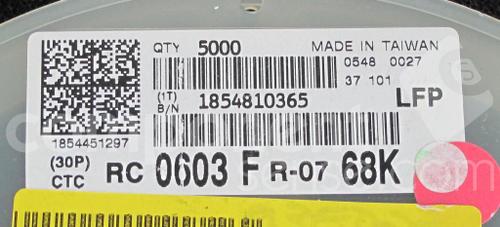 QTY 5000 MADE IN TAIWAN
0548 0027
37 101
(1T)
B/N 1854810365 LFP
1854451297
(30P)
CTC RC 0603 F R-07 68K